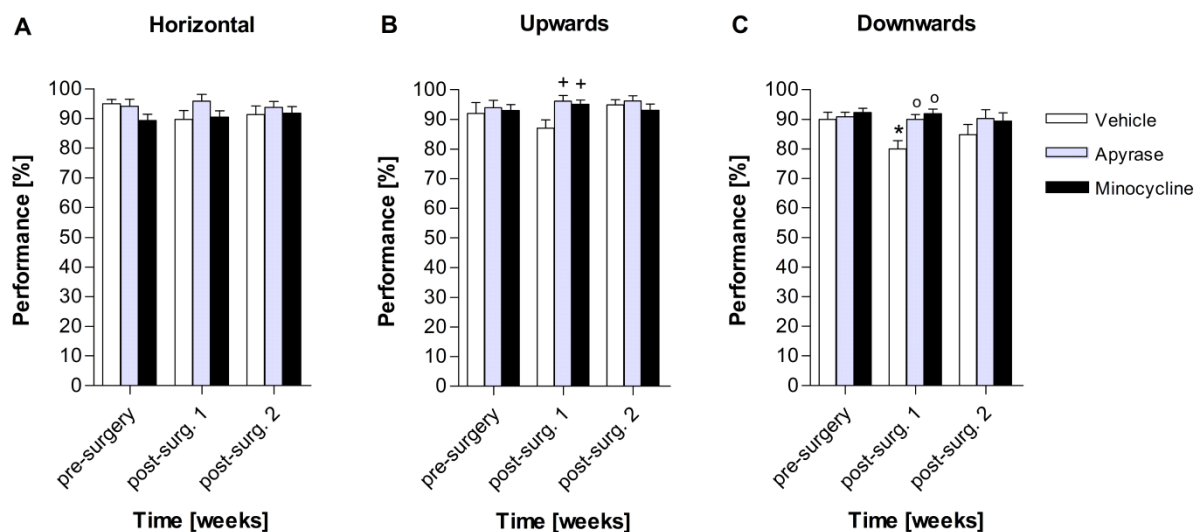 A Horizontal
B Upwards
C Downwards
Performance [%]
100
90
80
70
60
50
40
30
20
10
0
pre-surgery
post-surg. 1
post-surg. 2
Time [weeks]
Performance [%]
100
90
80
70
60
50
40
30
20
10
0
+ +
pre-surgery
post-surg. 1
post-surg. 2
Time [weeks]
Performance [%]
100
90
80
70
60
50
40
30
20
10
0
* o o
pre-surgery
post-surg. 1
post-surg. 2
Time [weeks]
Vehicle
Apyrase
Minocycline